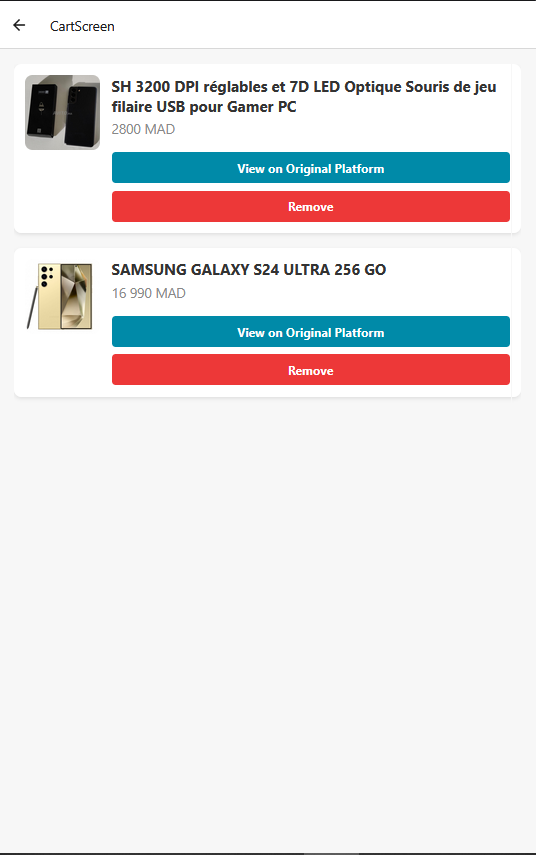 CartScreen
SH 3200 DPI réglables et 7D LED Optique Souris de jeu
filaire USB pour Gamer PC
2800 MAD
View on Original Platform
Remove
SAMSUNG GALAXY S24 ULTRA 256 GO
16 990 MAD
View on Original Platform
Remove